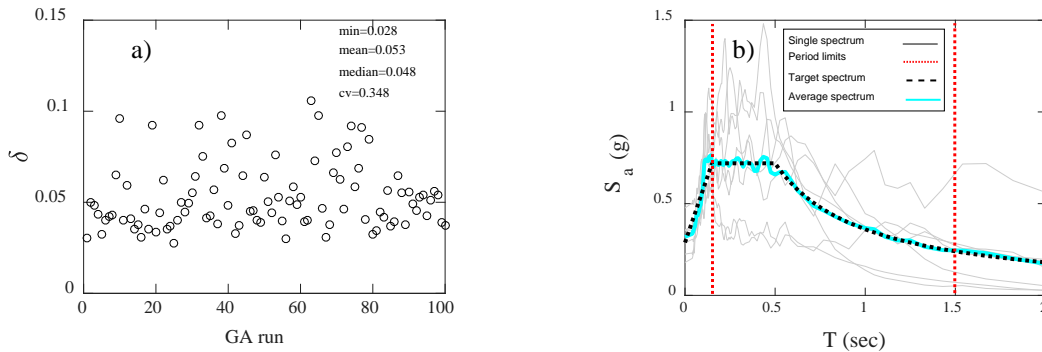 a)
min=0.028
mean=0.053
median=0.048
cv=0.348
0.15
0.1
0.05
0
δ
0 20 40 60 80 100
GA run
b)
Single spectrum
Period limits
Target spectrum
Average spectrum
1.5
1
0.5
0
S a (g)
0 0.5 1 1.5 2
T (sec)